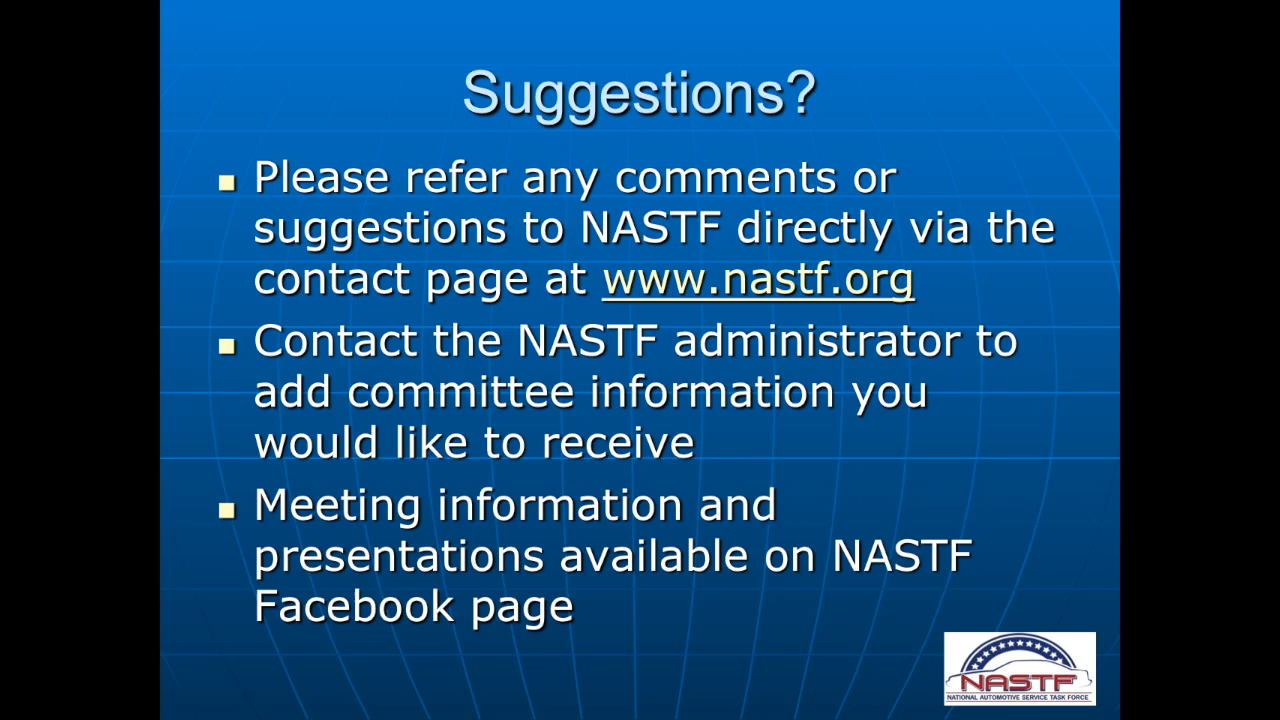 Suggestions?
Please refer any comments or
suggestions to NASTF directly via the
contact page at www.nastf.org
Contact the NASTF administrator to
add committee information you
would like to receive
Meeting information and
presentations available on NASTF
Facebook page
NASTF
NATIONAL AUTOMOTIVE SERVICE TASK FORCE